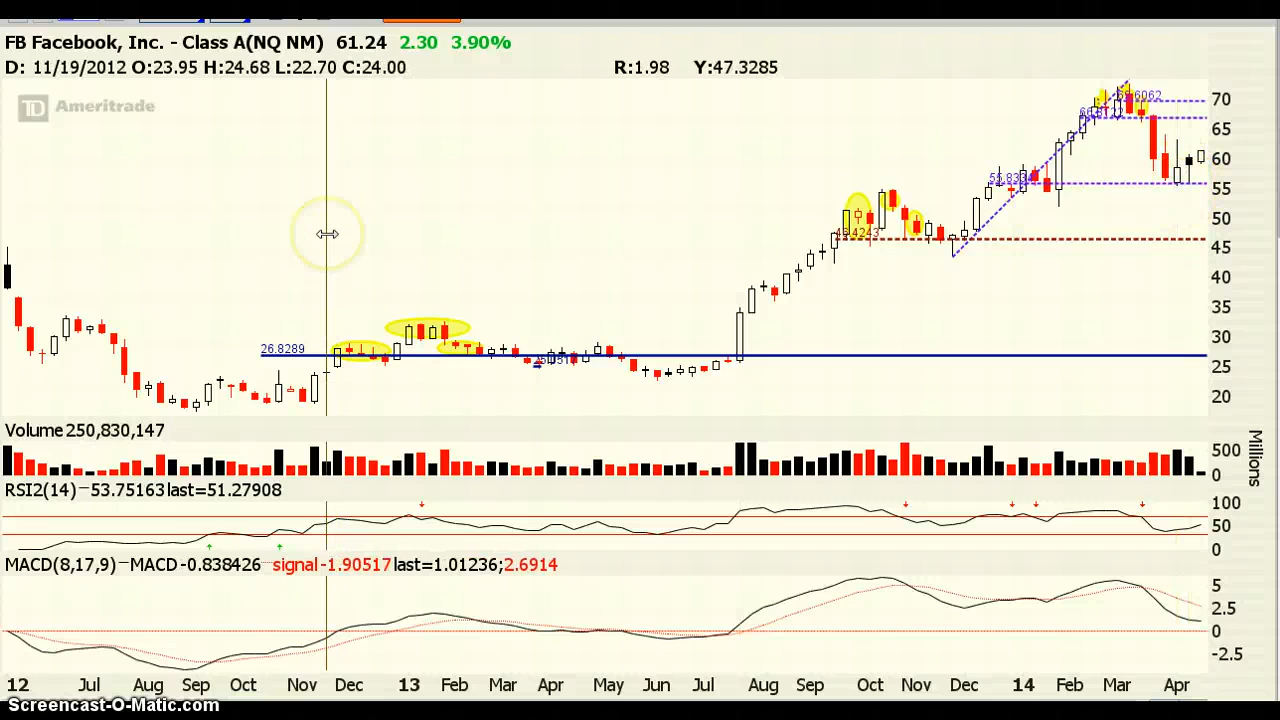 FB Facebook, Inc. - Class A(NQ NM) 61.24 2.30 3.90%
D: 11/19/2012 O:23.95 H:24.68 L:22.70 C:24.00 R:1.98 Y:47.3285
TD Ameritrade
70
65
60
55
50
45
40
35
30
25
20
55.8334
26.8289
Volume 250,830,147
500
0
Millions
RSI2(14)—53.75163 last=51.27908
100
50
0
MACD(8,17,9)—MACD-0.838426 signal-1.90517 last=1.01236;2.6914
5
2.5
0
-2.5
12 Jul Aug Sep Oct Nov Dec 13 Feb Mar Apr May Jun Jul Aug Sep Oct Nov Dec 14 Feb Mar Apr
Screencast-O-Matic.com